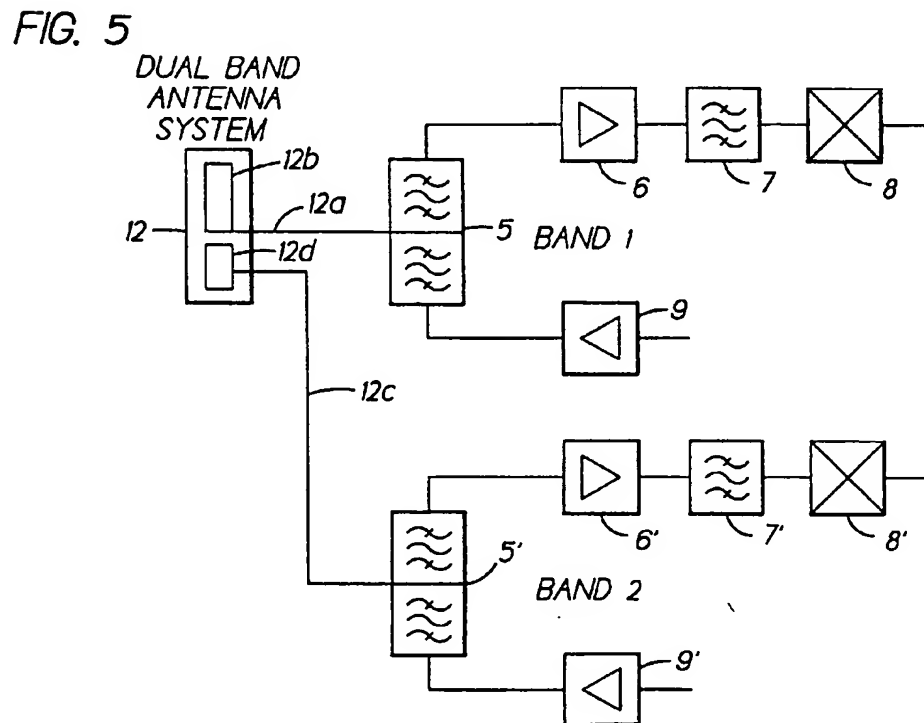 FIG. 5
DUAL BAND
ANTENNA
SYSTEM
12b
12a
12
12d
12c
5
BAND 1
6
7
8
9
5'
BAND 2
6'
7'
8'
9'